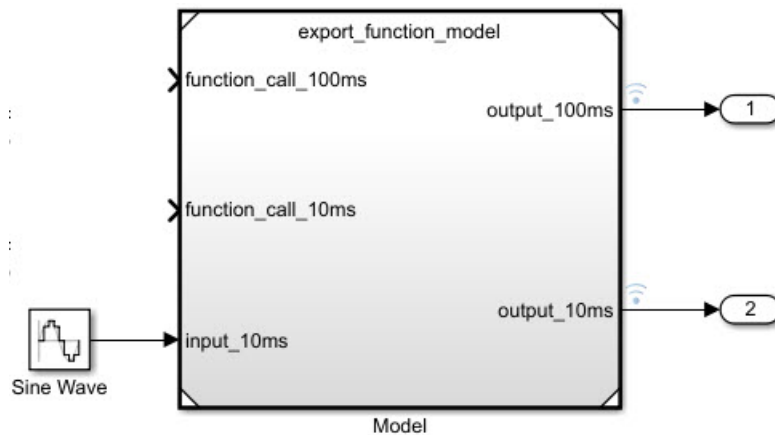 export_function_model
function_call_100ms
output_100ms
1
function_call_10ms
output_10ms
2
input_10ms
Sine Wave
Model